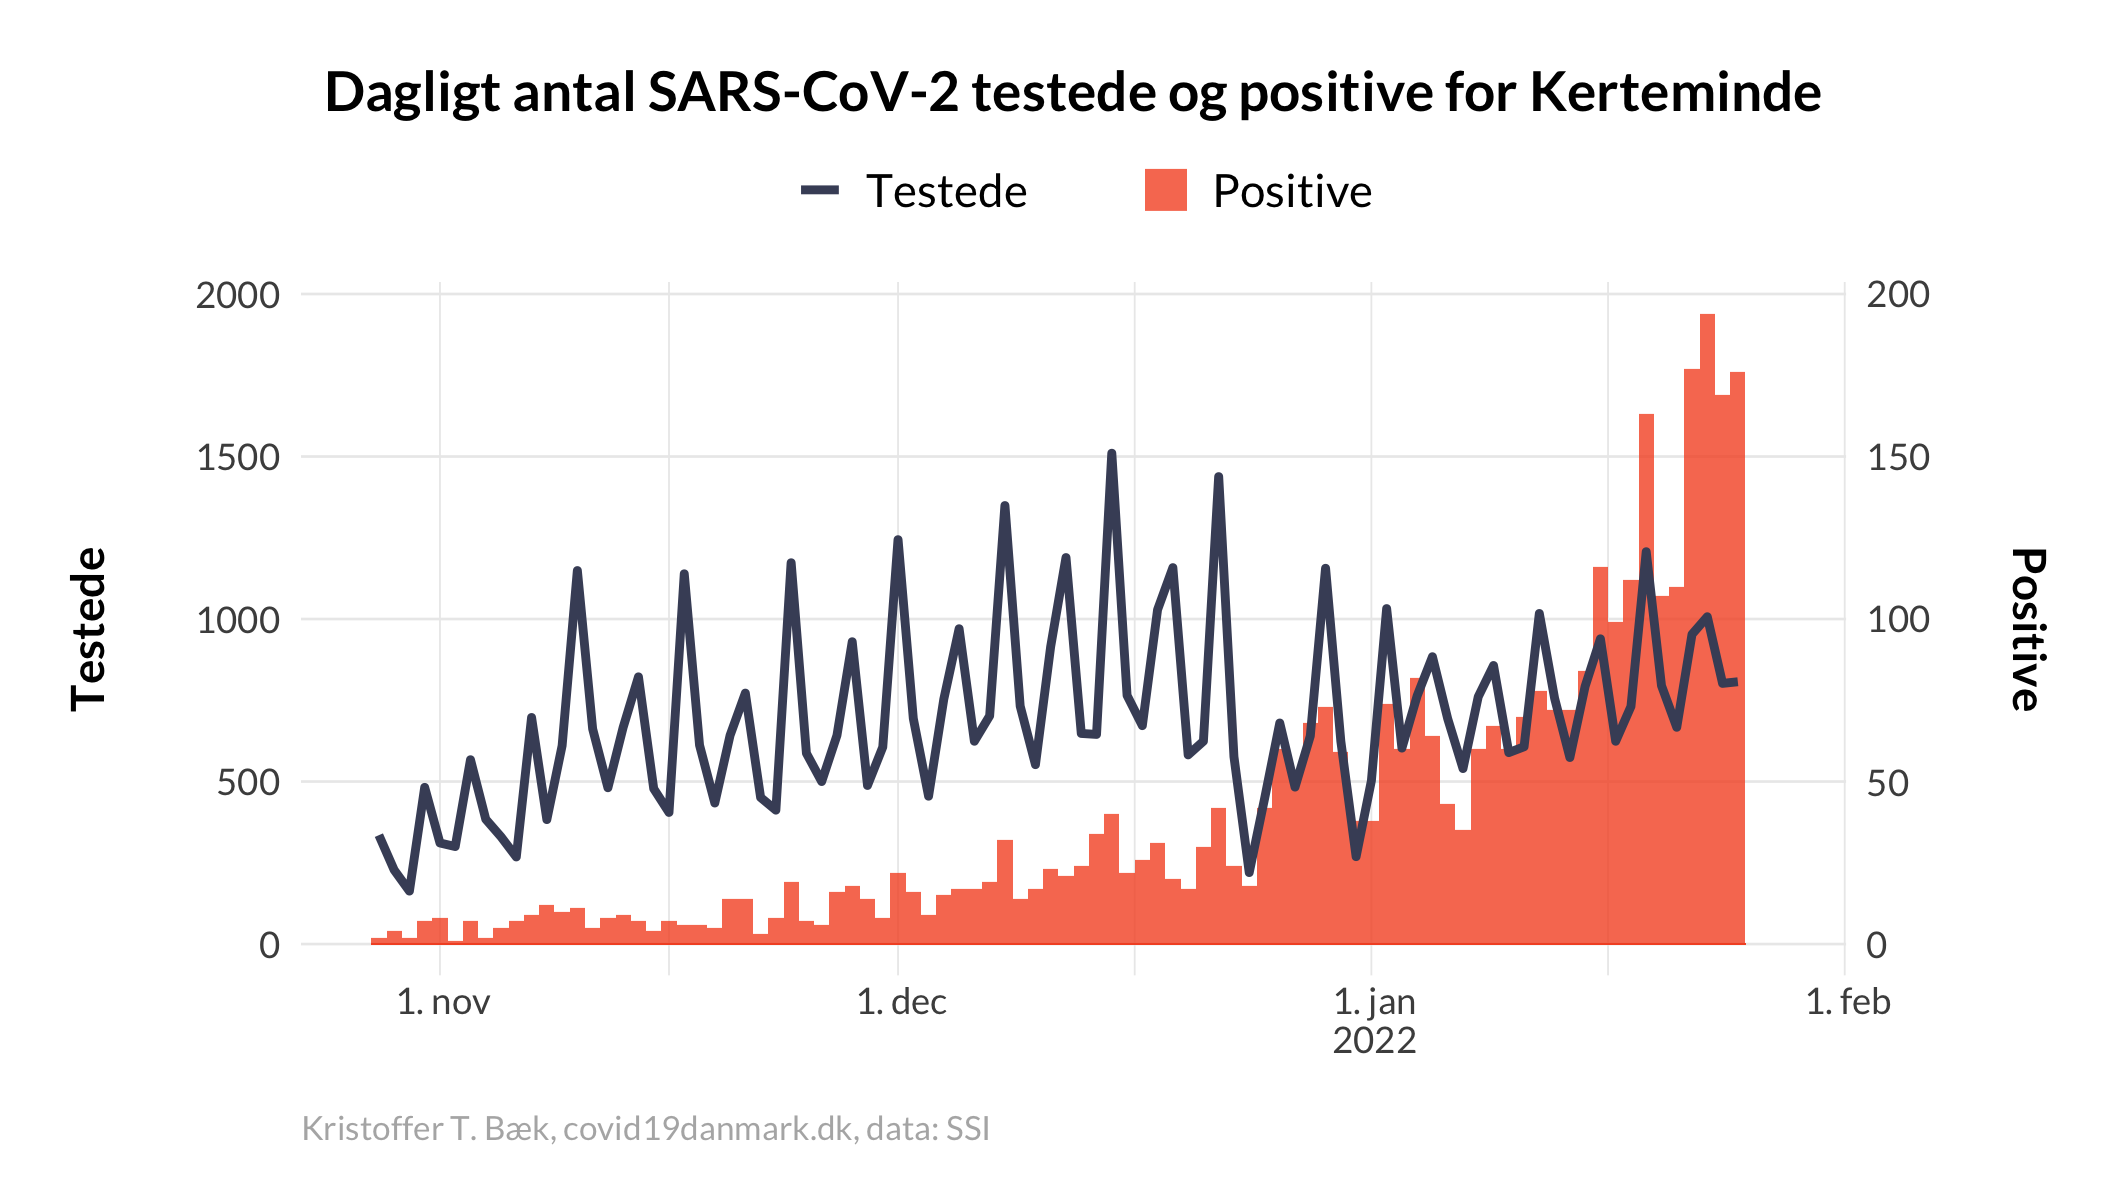 Dagligt antal SARS-CoV-2 testede og positive for Kerteminde
Testede
Positive
2000
1500
1000
500
0
Testede
200
150
100
50
0
Positive
1. nov
1. dec
1. jan
2022
1. feb
Kristoffer T. Bæk, covid19danmark.dk, data: SSI